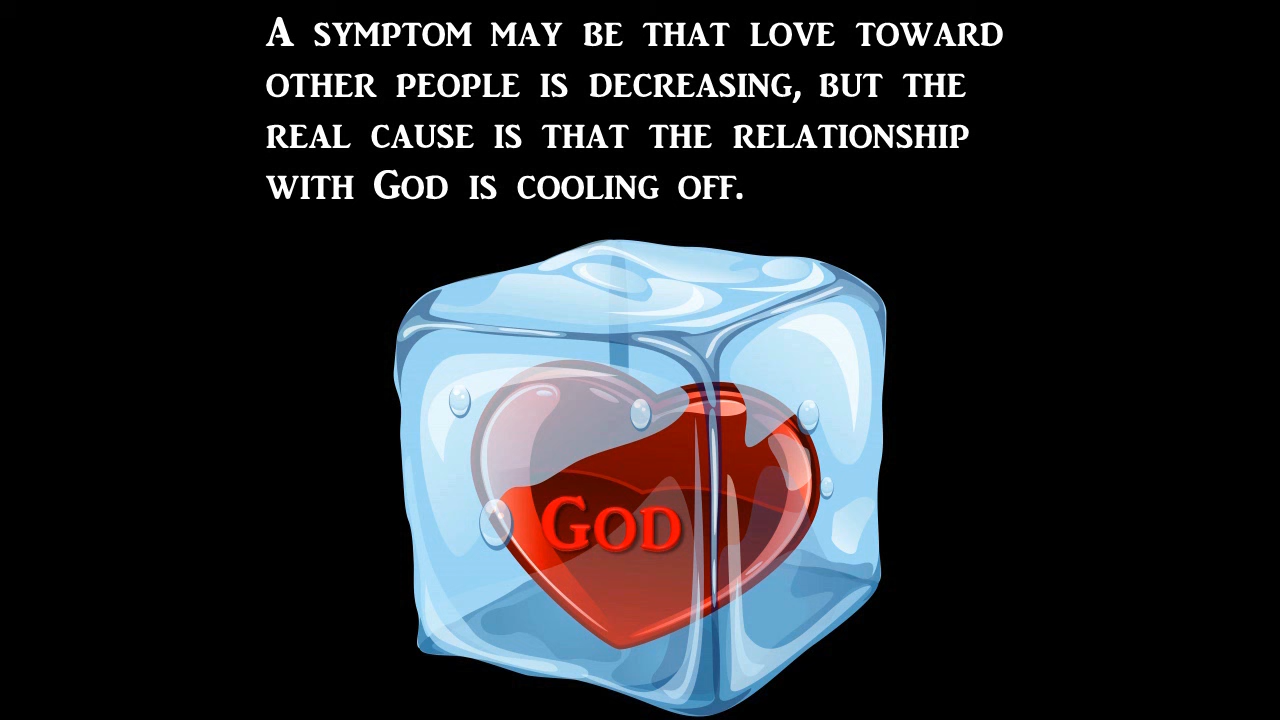 A symptom may be that love toward
other people is decreasing, but the
real cause is that the relationship
with God is cooling off.
God